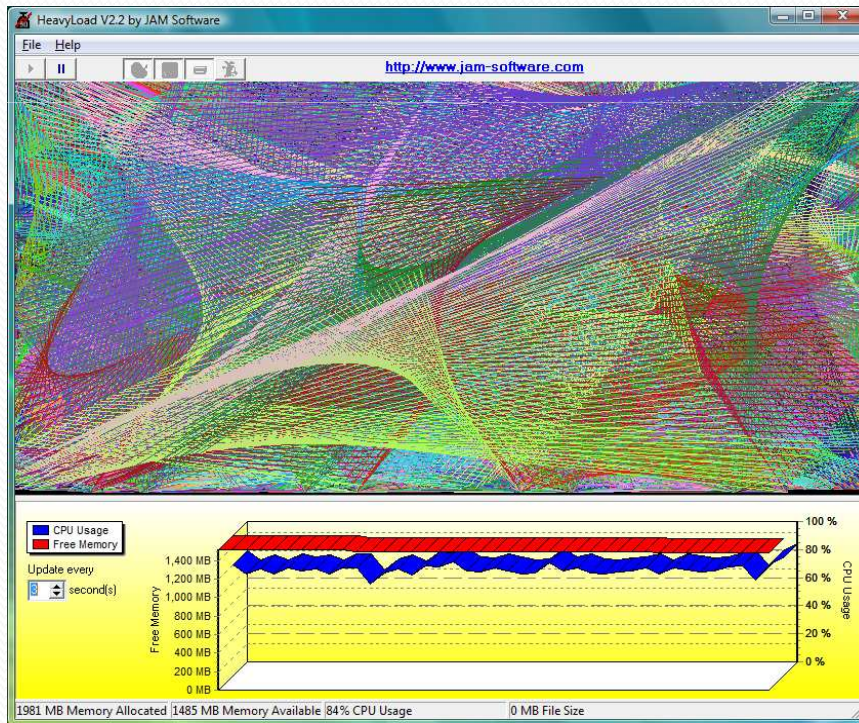 HeavyLoad V2.2 by JAM Software
File Help
http://www.jam-software.com
CPU Usage
Free Memory
Update every
3 second(s)
Free Memory
1,400 MB
1,200 MB
1,000 MB
800 MB
600 MB
400 MB
200 MB
0 MB
100 %
80 %
60 %
40 %
20 %
0 %
CPU Usage
1981 MB Memory Allocated 1485 MB Memory Available 84% CPU Usage 0 MB File Size